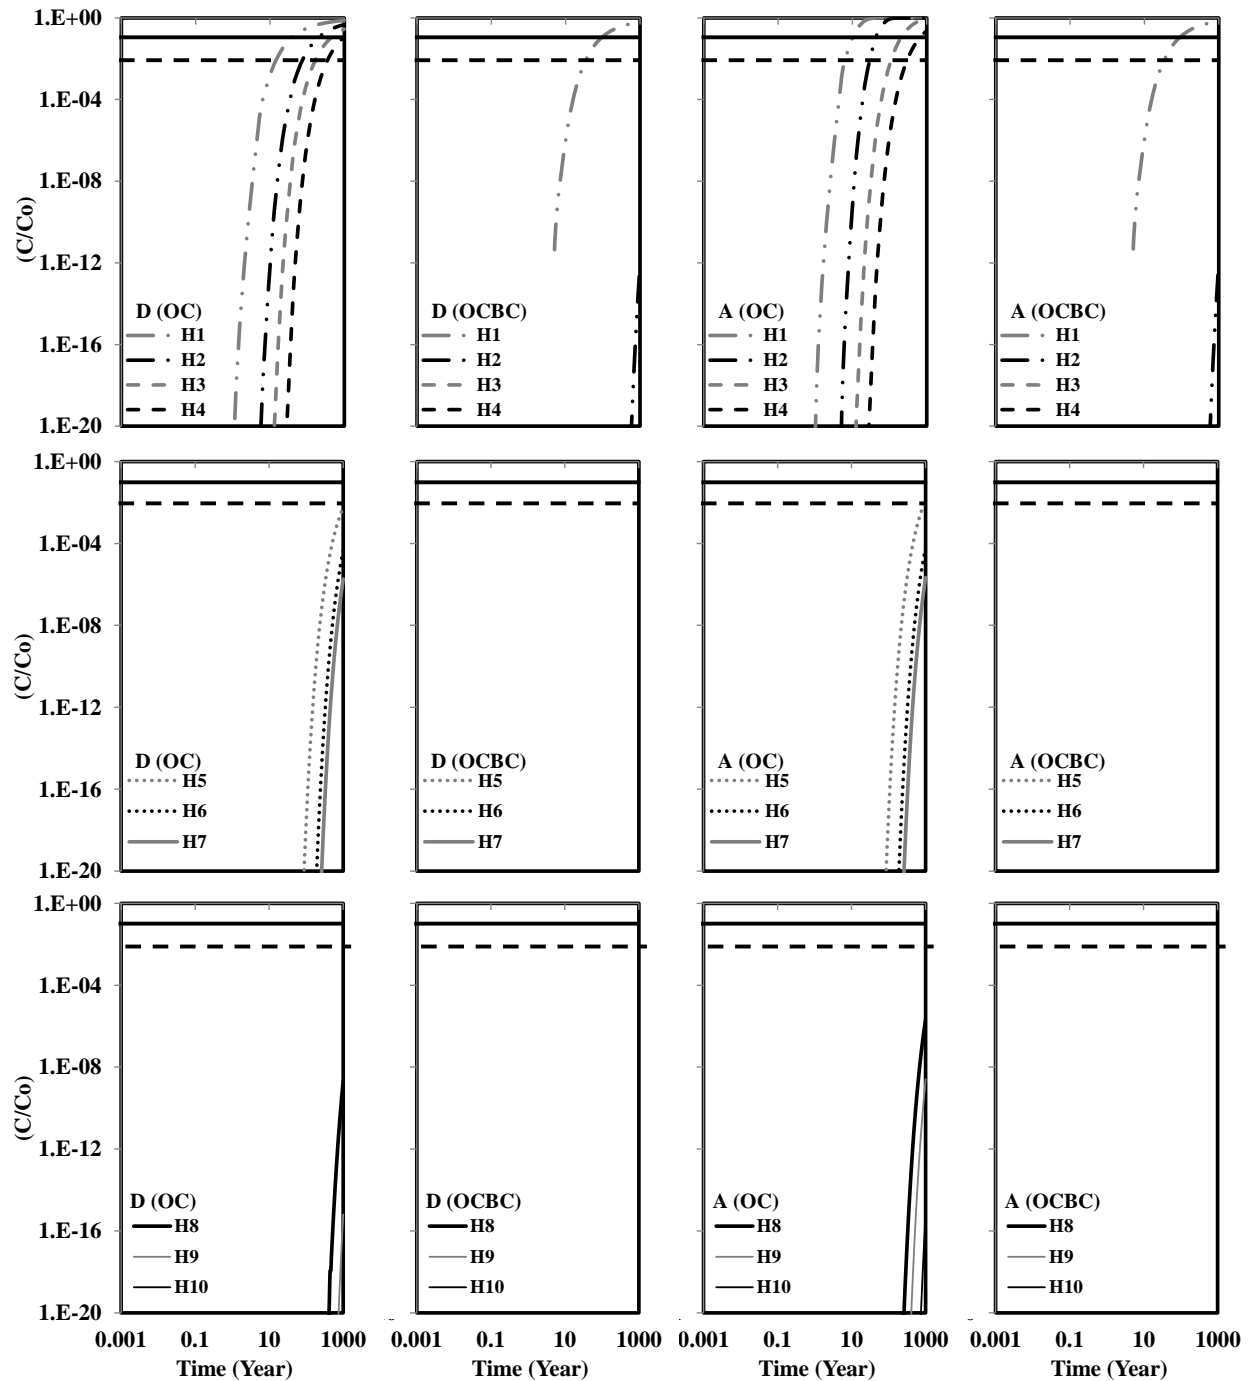 1.E+00
1.E-04
1.E-08
1.E-12
1.E-16
1.E-20
(C/Co)
D (OC)
H1
H2
H3
H4
D (OCBC)
H1
H2
H3
H4
A (OC)
H1
H2
H3
H4
A (OCBC)
H1
H2
H3
H4
1.E+00
1.E-04
1.E-08
1.E-12
1.E-16
1.E-20
(C/Co)
D (OC)
H5
H6
H7
D (OCBC)
H5
H6
H7
A (OC)
H5
H6
H7
A (OCBC)
H5
H6
H7
1.E+00
1.E-04
1.E-08
1.E-12
1.E-16
1.E-20
(C/Co)
D (OC)
H8
H9
H10
D (OCBC)
H8
H9
H10
A (OC)
H8
H9
H10
A (OCBC)
H8
H9
H10
0.001 0.1 10 1000
Time (Year)
0.001 0.1 10 1000
Time (Year)
0.001 0.1 10 1000
Time (Year)
0.001 0.1 10 1000
Time (Year)